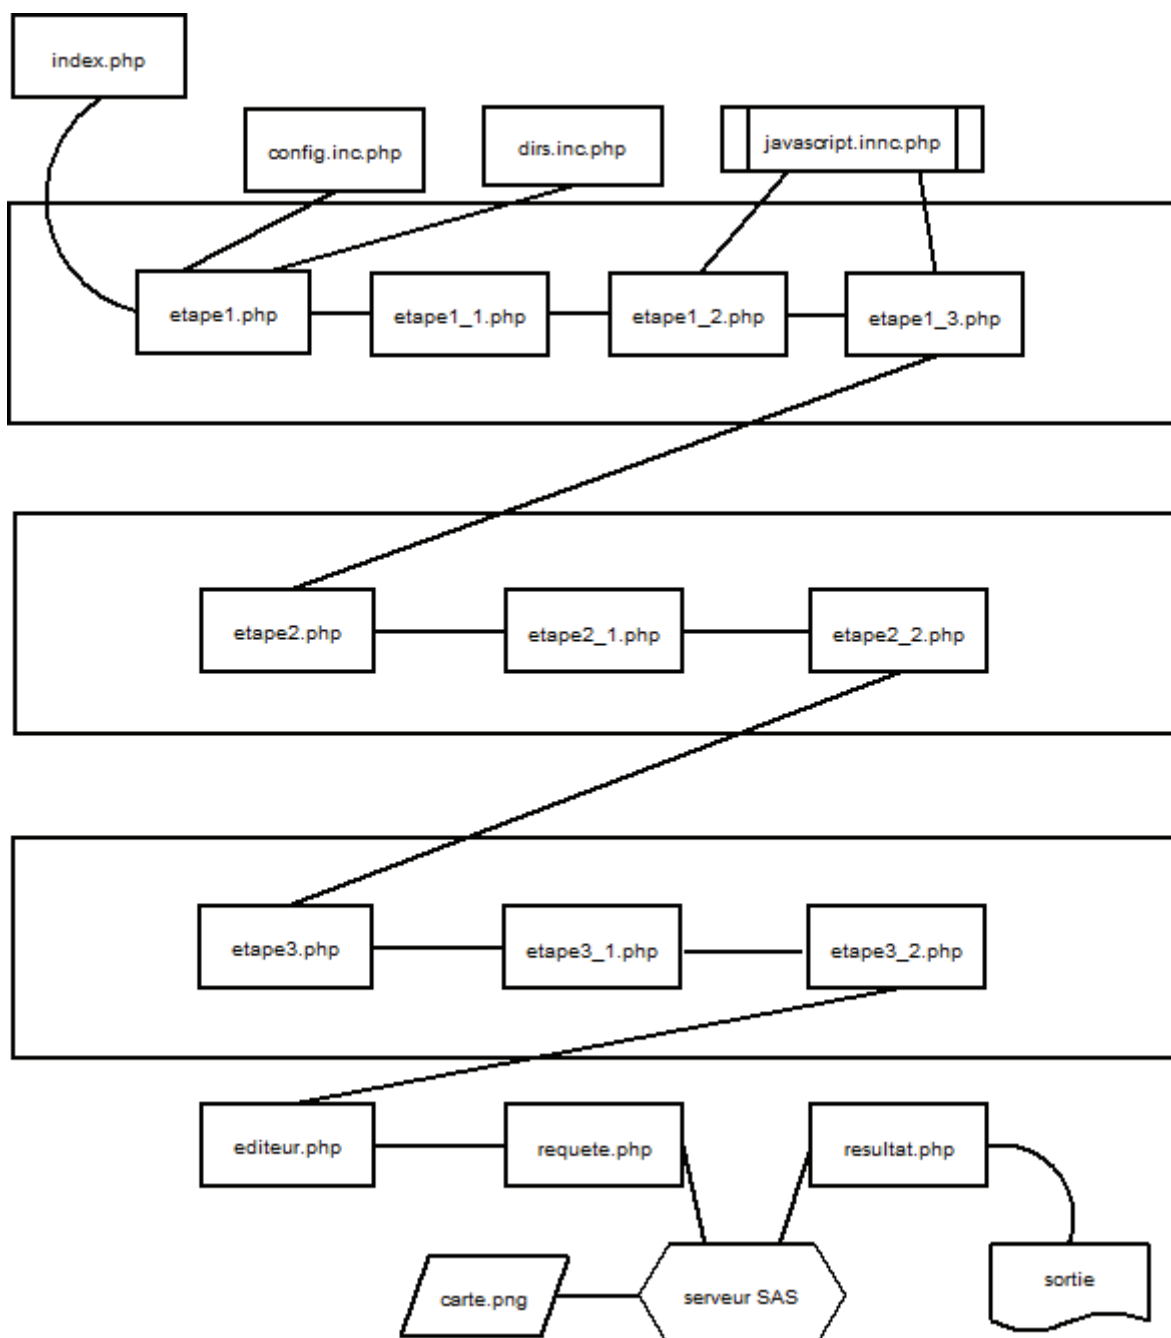 index.php
config.inc.php
dirs.inc.php
javascript.innc.php
etape1.php
etape1_1.php
etape1_2.php
etape1_3.php
etape2.php
etape2_1.php
etape2_2.php
etape3.php
etape3_1.php
etape3_2.php
editeur.php
requete.php
resultat.php
carte.png
serveur SAS
sortie